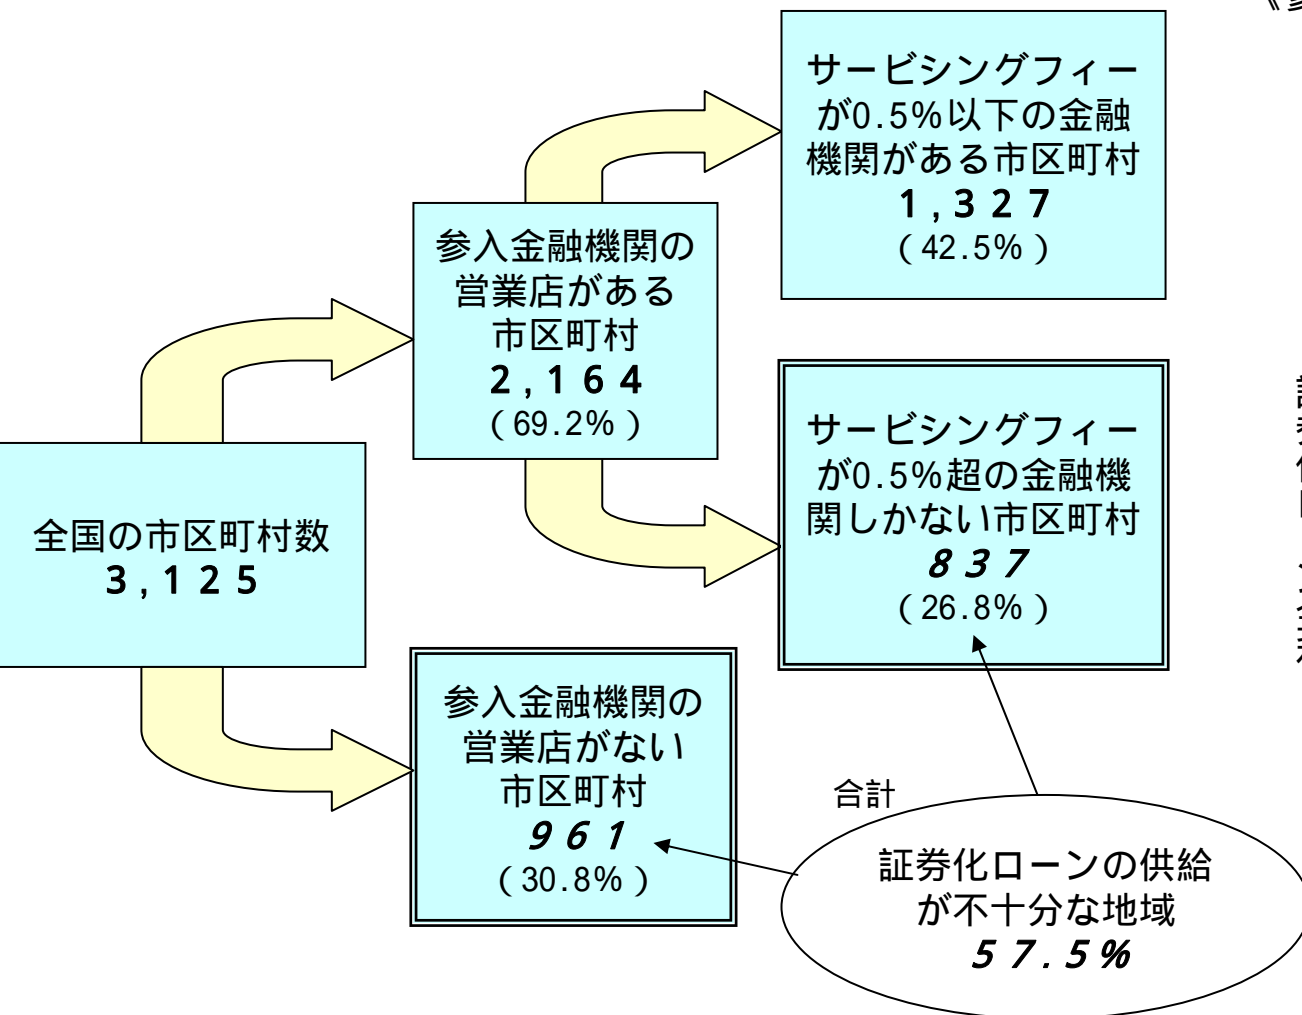 サービシングフィー
が0.5%以下の金融
機関がある市区町村
1,327
(42.5%)
参入金融機関の
営業店がある
市区町村
2,164
(69.2%)
サービシングフィー
が0.5%超の金融機
関しかない市区町村
837
(26.8%)
全国の市区町村数
3,125
参入金融機関の
営業店がない
市区町村
961
(30.8%)
合計
証券化ローンの供給
が不十分な地域
57.5%